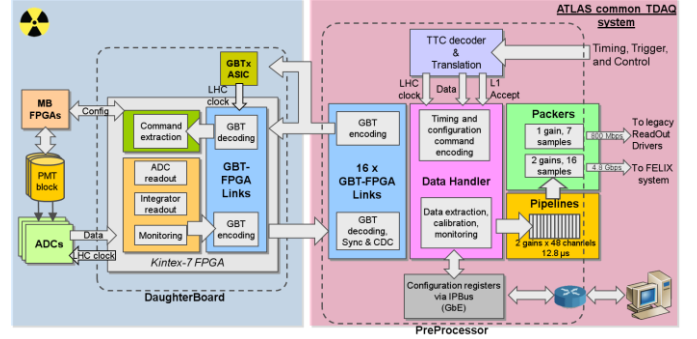 ATLAS common TDAQ
system
GBTx
ASIC
TTC decoder
&
Translation
Timing, Trigger,
and Control
LHC
clock
LHC
clock
Data
L1
Accept
MB
FPGAs
Config
Command
extraction
GBT
decoding
GBT
encoding
Timing and
configuration
command
encoding
Packers
1 gain, 7
samples
2 gains, 16
samples
800 Mbps
To legacy
ReadOut
Drivers
4.8 Gbps
To FELIX
system
PMT
block
ADC
readout
Integrator
readout
Monitoring
GBT-
FPGA
Links
GBT
encoding
16 x
GBT-FPGA
Links
Data Handler
GBT
decoding,
Sync & CDC
Data extraction,
calibration,
monitoring
Pipelines
2 gains x 48 channels
12.8 µs
ADCs
Data
LHC clock
Kintex-7 FPGA
DaughterBoard
Configuration registers
via IPBus
(GbE)
PreProcessor